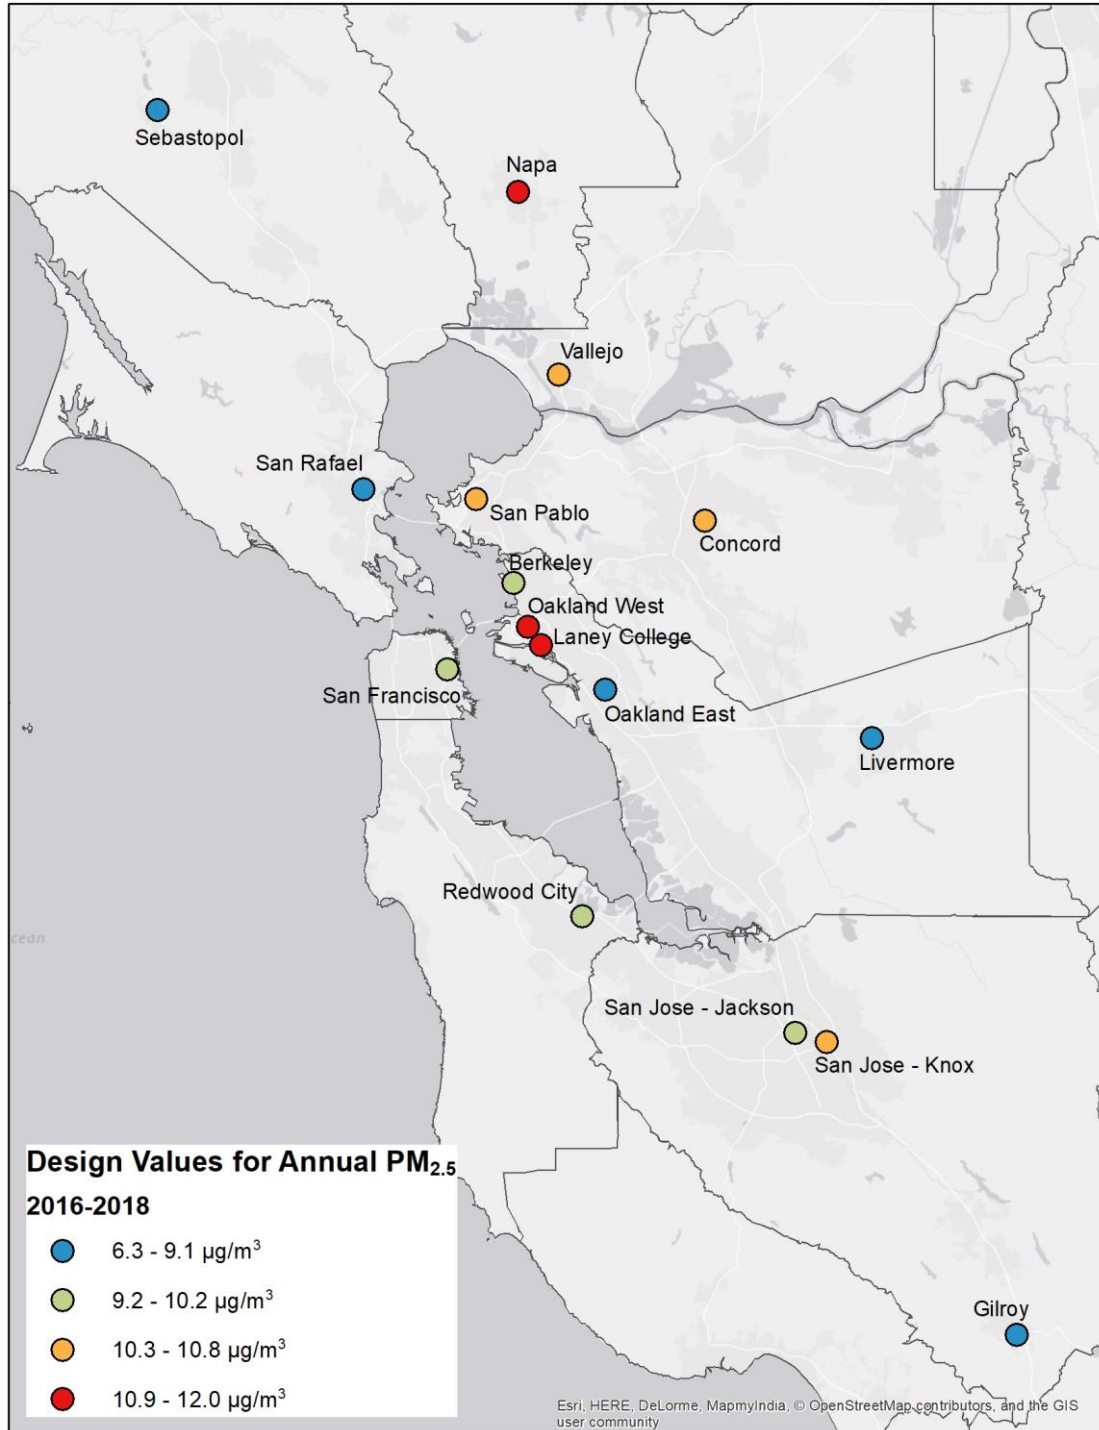 Sebastopol
Napa
Vallejo
San Rafael
San Pablo
Concord
Berkeley
Oakland West
Laney College
San Francisco
Oakland East
Livermore
Redwood City
cean
San Jose - Jackson
San Jose - Knox
Gilroy
Design Values for Annual PM2.5
2016-2018
6.3 - 9.1 µg/m³
9.2 - 10.2 µg/m³
10.3 - 10.8 µg/m³
10.9 - 12.0 µg/m³
Esri, HERE, DeLorme, MapmyIndia, © OpenStreetMap contributors, and the GIS
user community